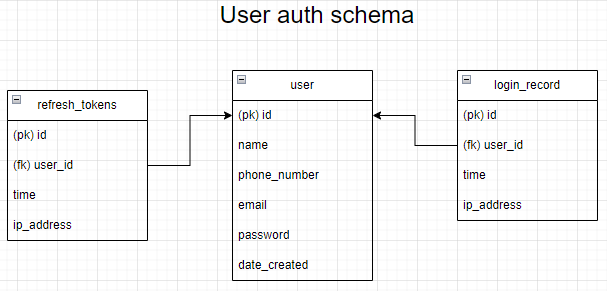 User auth schema
refresh_tokens
(pk) id
(fk) user_id
time
ip_address
user
(pk) id
name
phone_number
email
password
date_created
login_record
(pk) id
(fk) user_id
time
ip_address